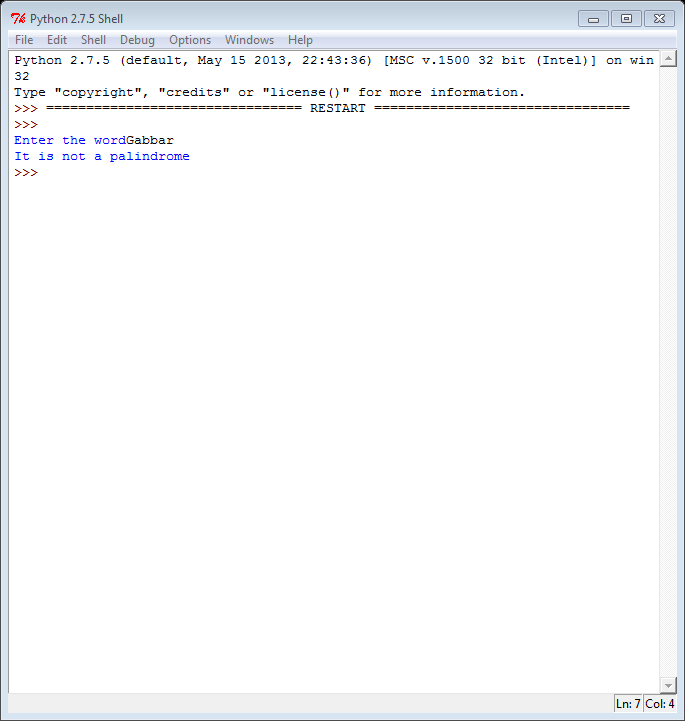 Python 2.7.5 Shell
File Edit Shell Debug Options Windows Help
Python 2.7.5 (default, May 15 2013, 22:43:36) [MSC v.1500 32 bit (Intel)] on win
32
Type "copyright", "credits" or "license()" for more information.
>>> ================================ RESTART ================================
>>>
Enter the wordGabbar
It is not a palindrome
>>>
Ln: 7 Col: 4